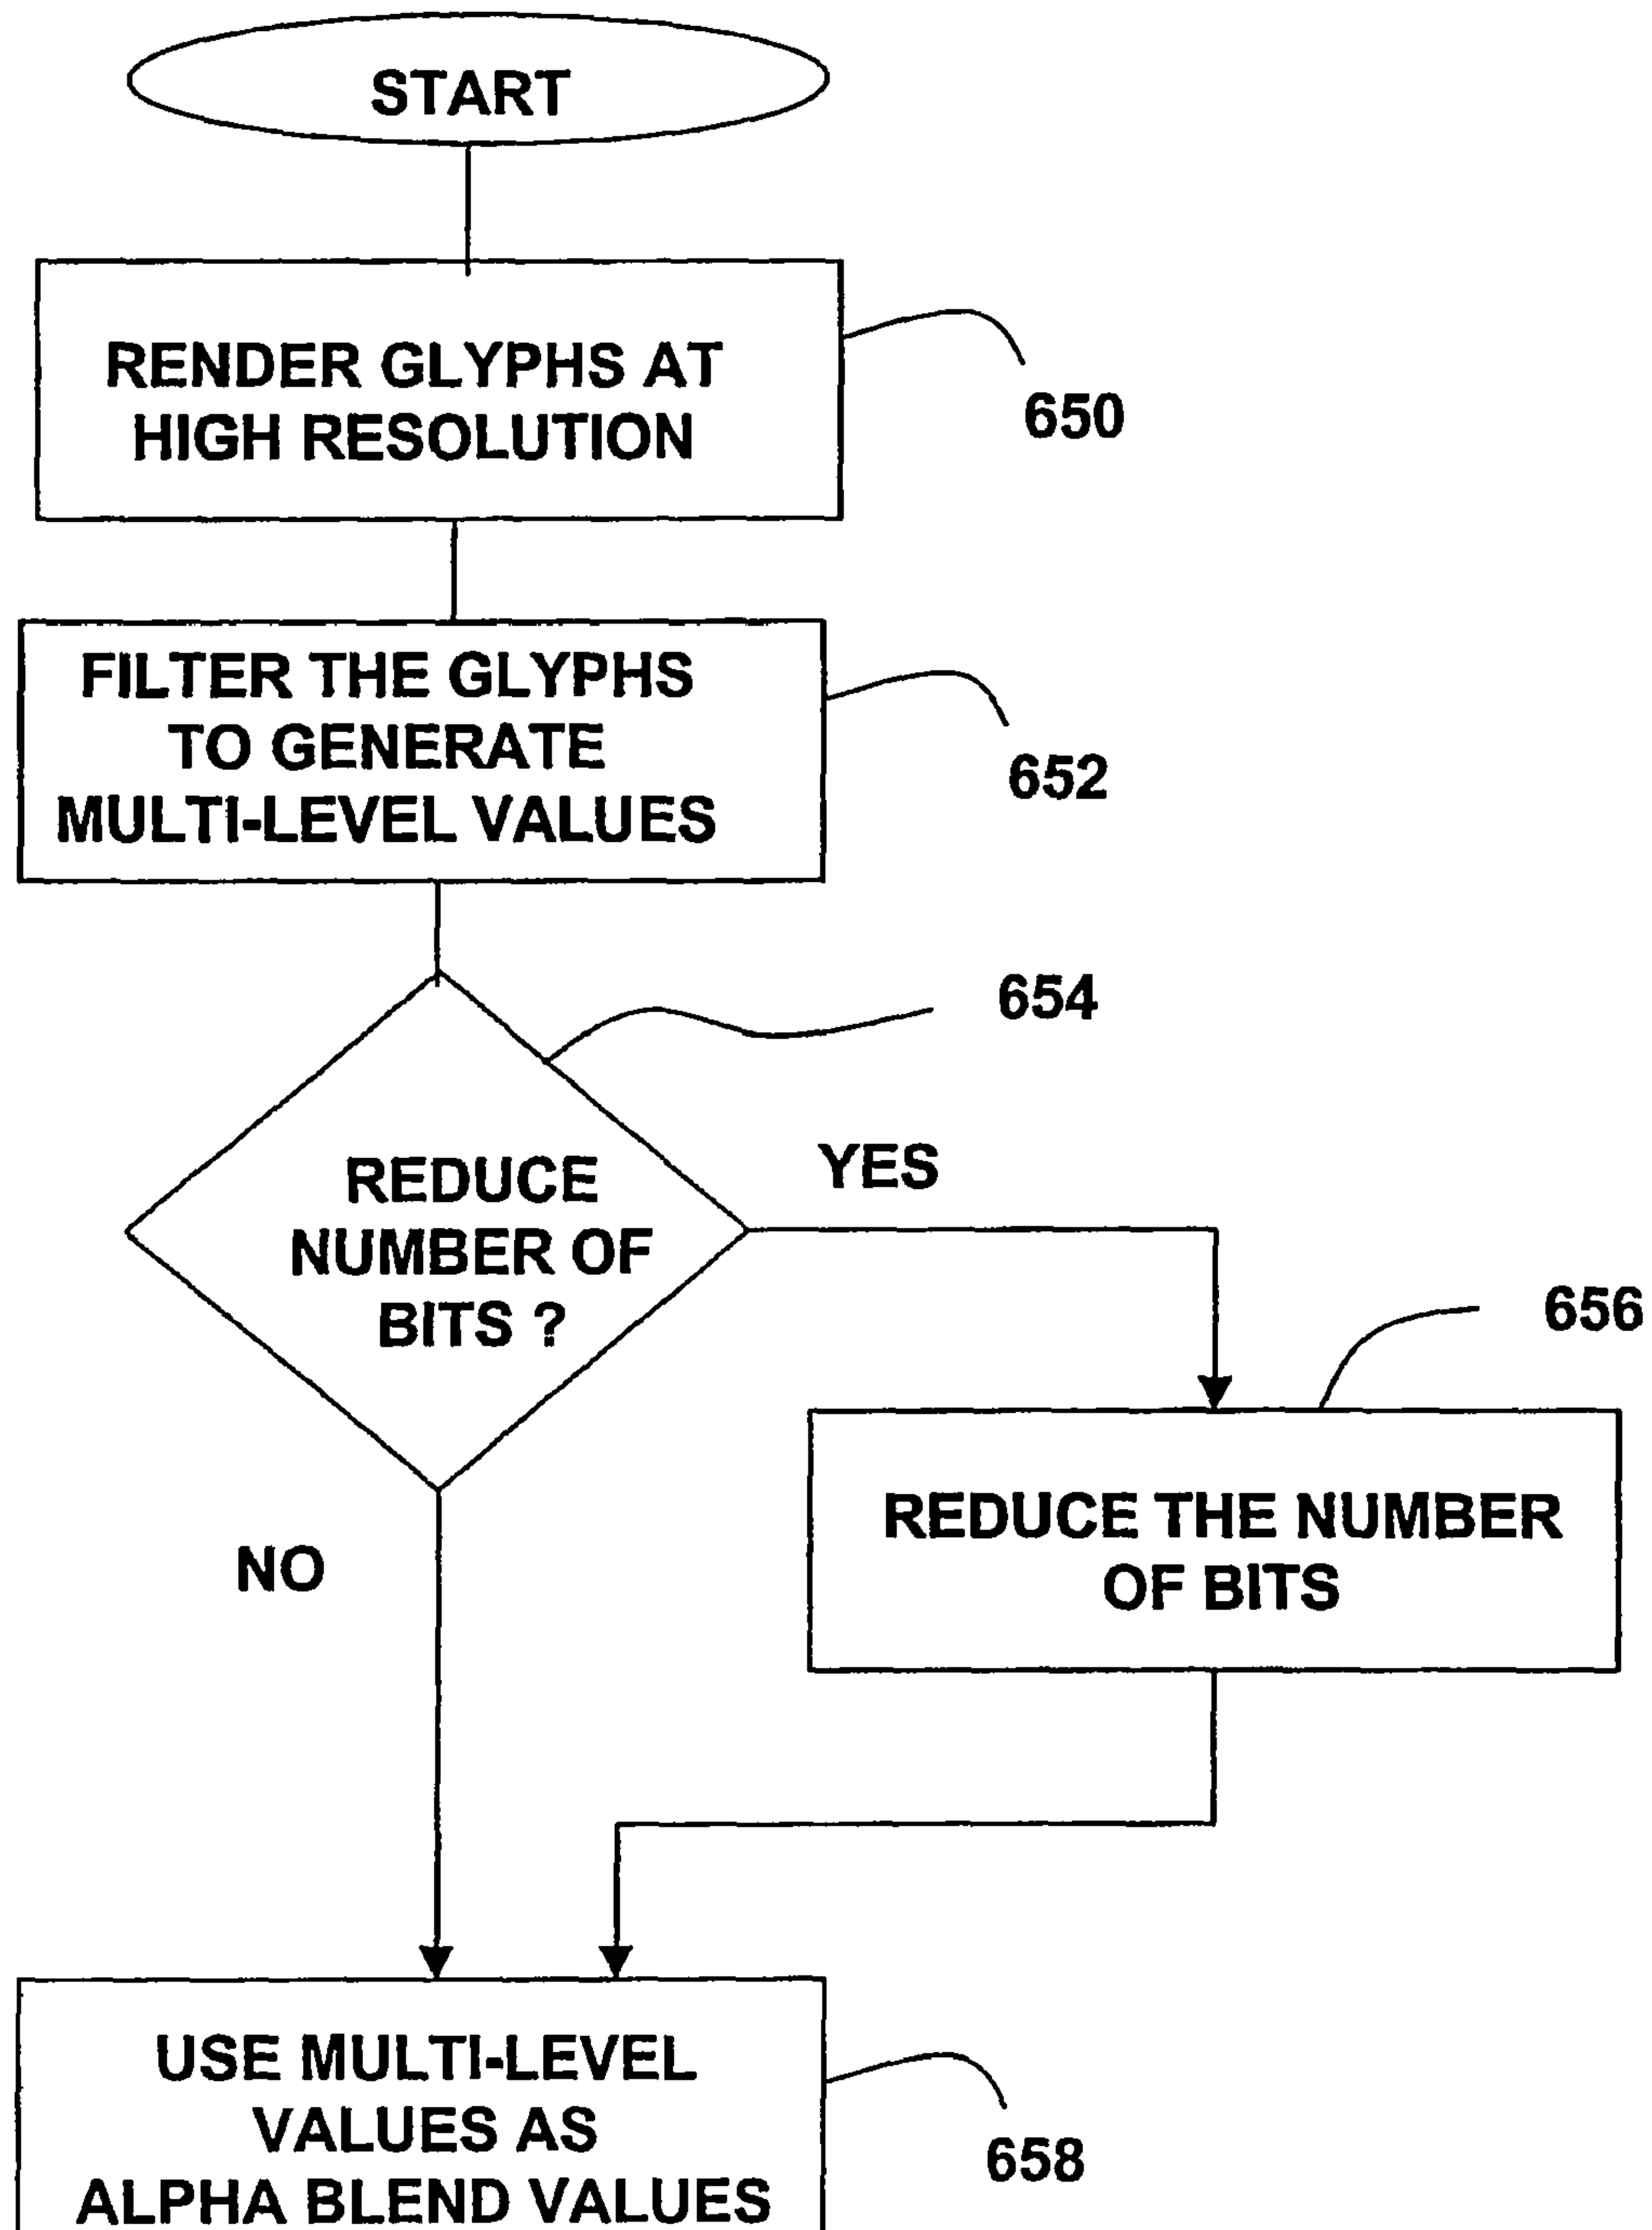 START
RENDER GLYPHS AT
HIGH RESOLUTION
650
FILTER THE GLYPHS
TO GENERATE
MULTI-LEVEL VALUES
652
654
REDUCE
NUMBER OF
BITS ?
YES
656
REDUCE THE NUMBER
OF BITS
NO
USE MULTI-LEVEL
VALUES AS
ALPHA BLEND VALUES
658